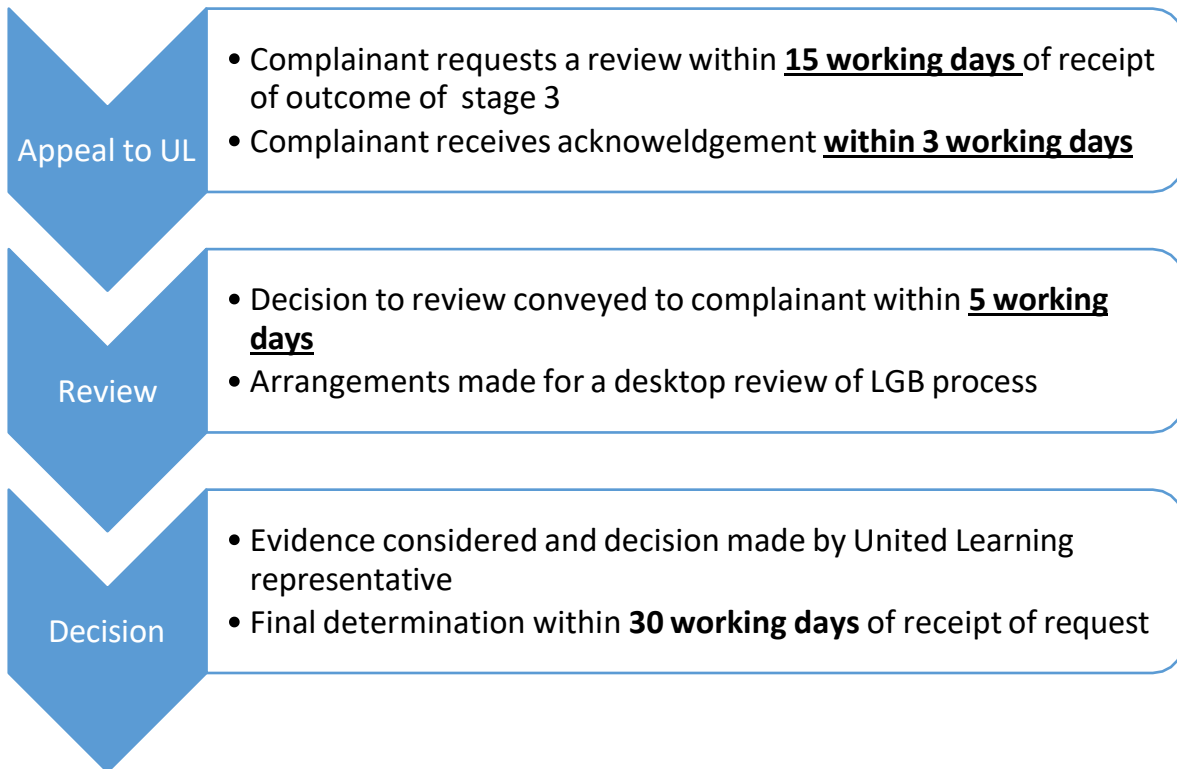 Appeal to UL
• Complainant requests a review within 15 working days of receipt
of outcome of stage 3
• Complainant receives acknoweldgement within 3 working days
Review
• Decision to review conveyed to complainant within 5 working
days
• Arrangements made for a desktop review of LGB process
Decision
• Evidence considered and decision made by United Learning
representative
• Final determination within 30 working days of receipt of request